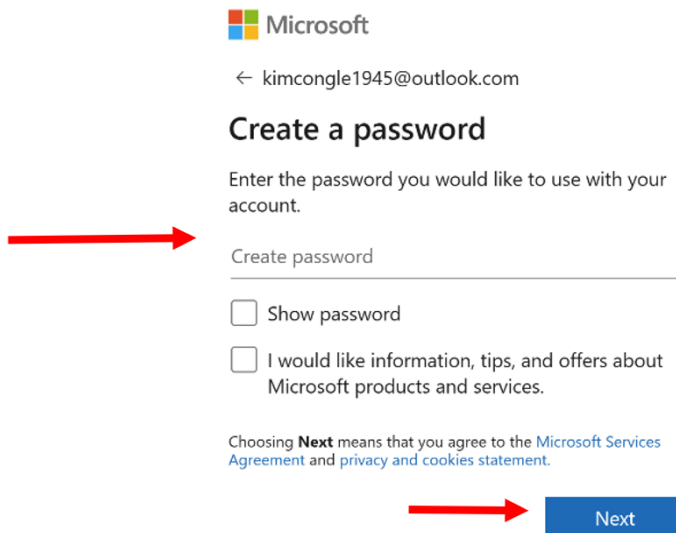 Microsoft
← kimcongle1945@outlook.com
Create a password
Enter the password you would like to use with your
account.
Create password
Show password
I would like information, tips, and offers about
Microsoft products and services.
Choosing Next means that you agree to the Microsoft Services
Agreement and privacy and cookies statement.
Next